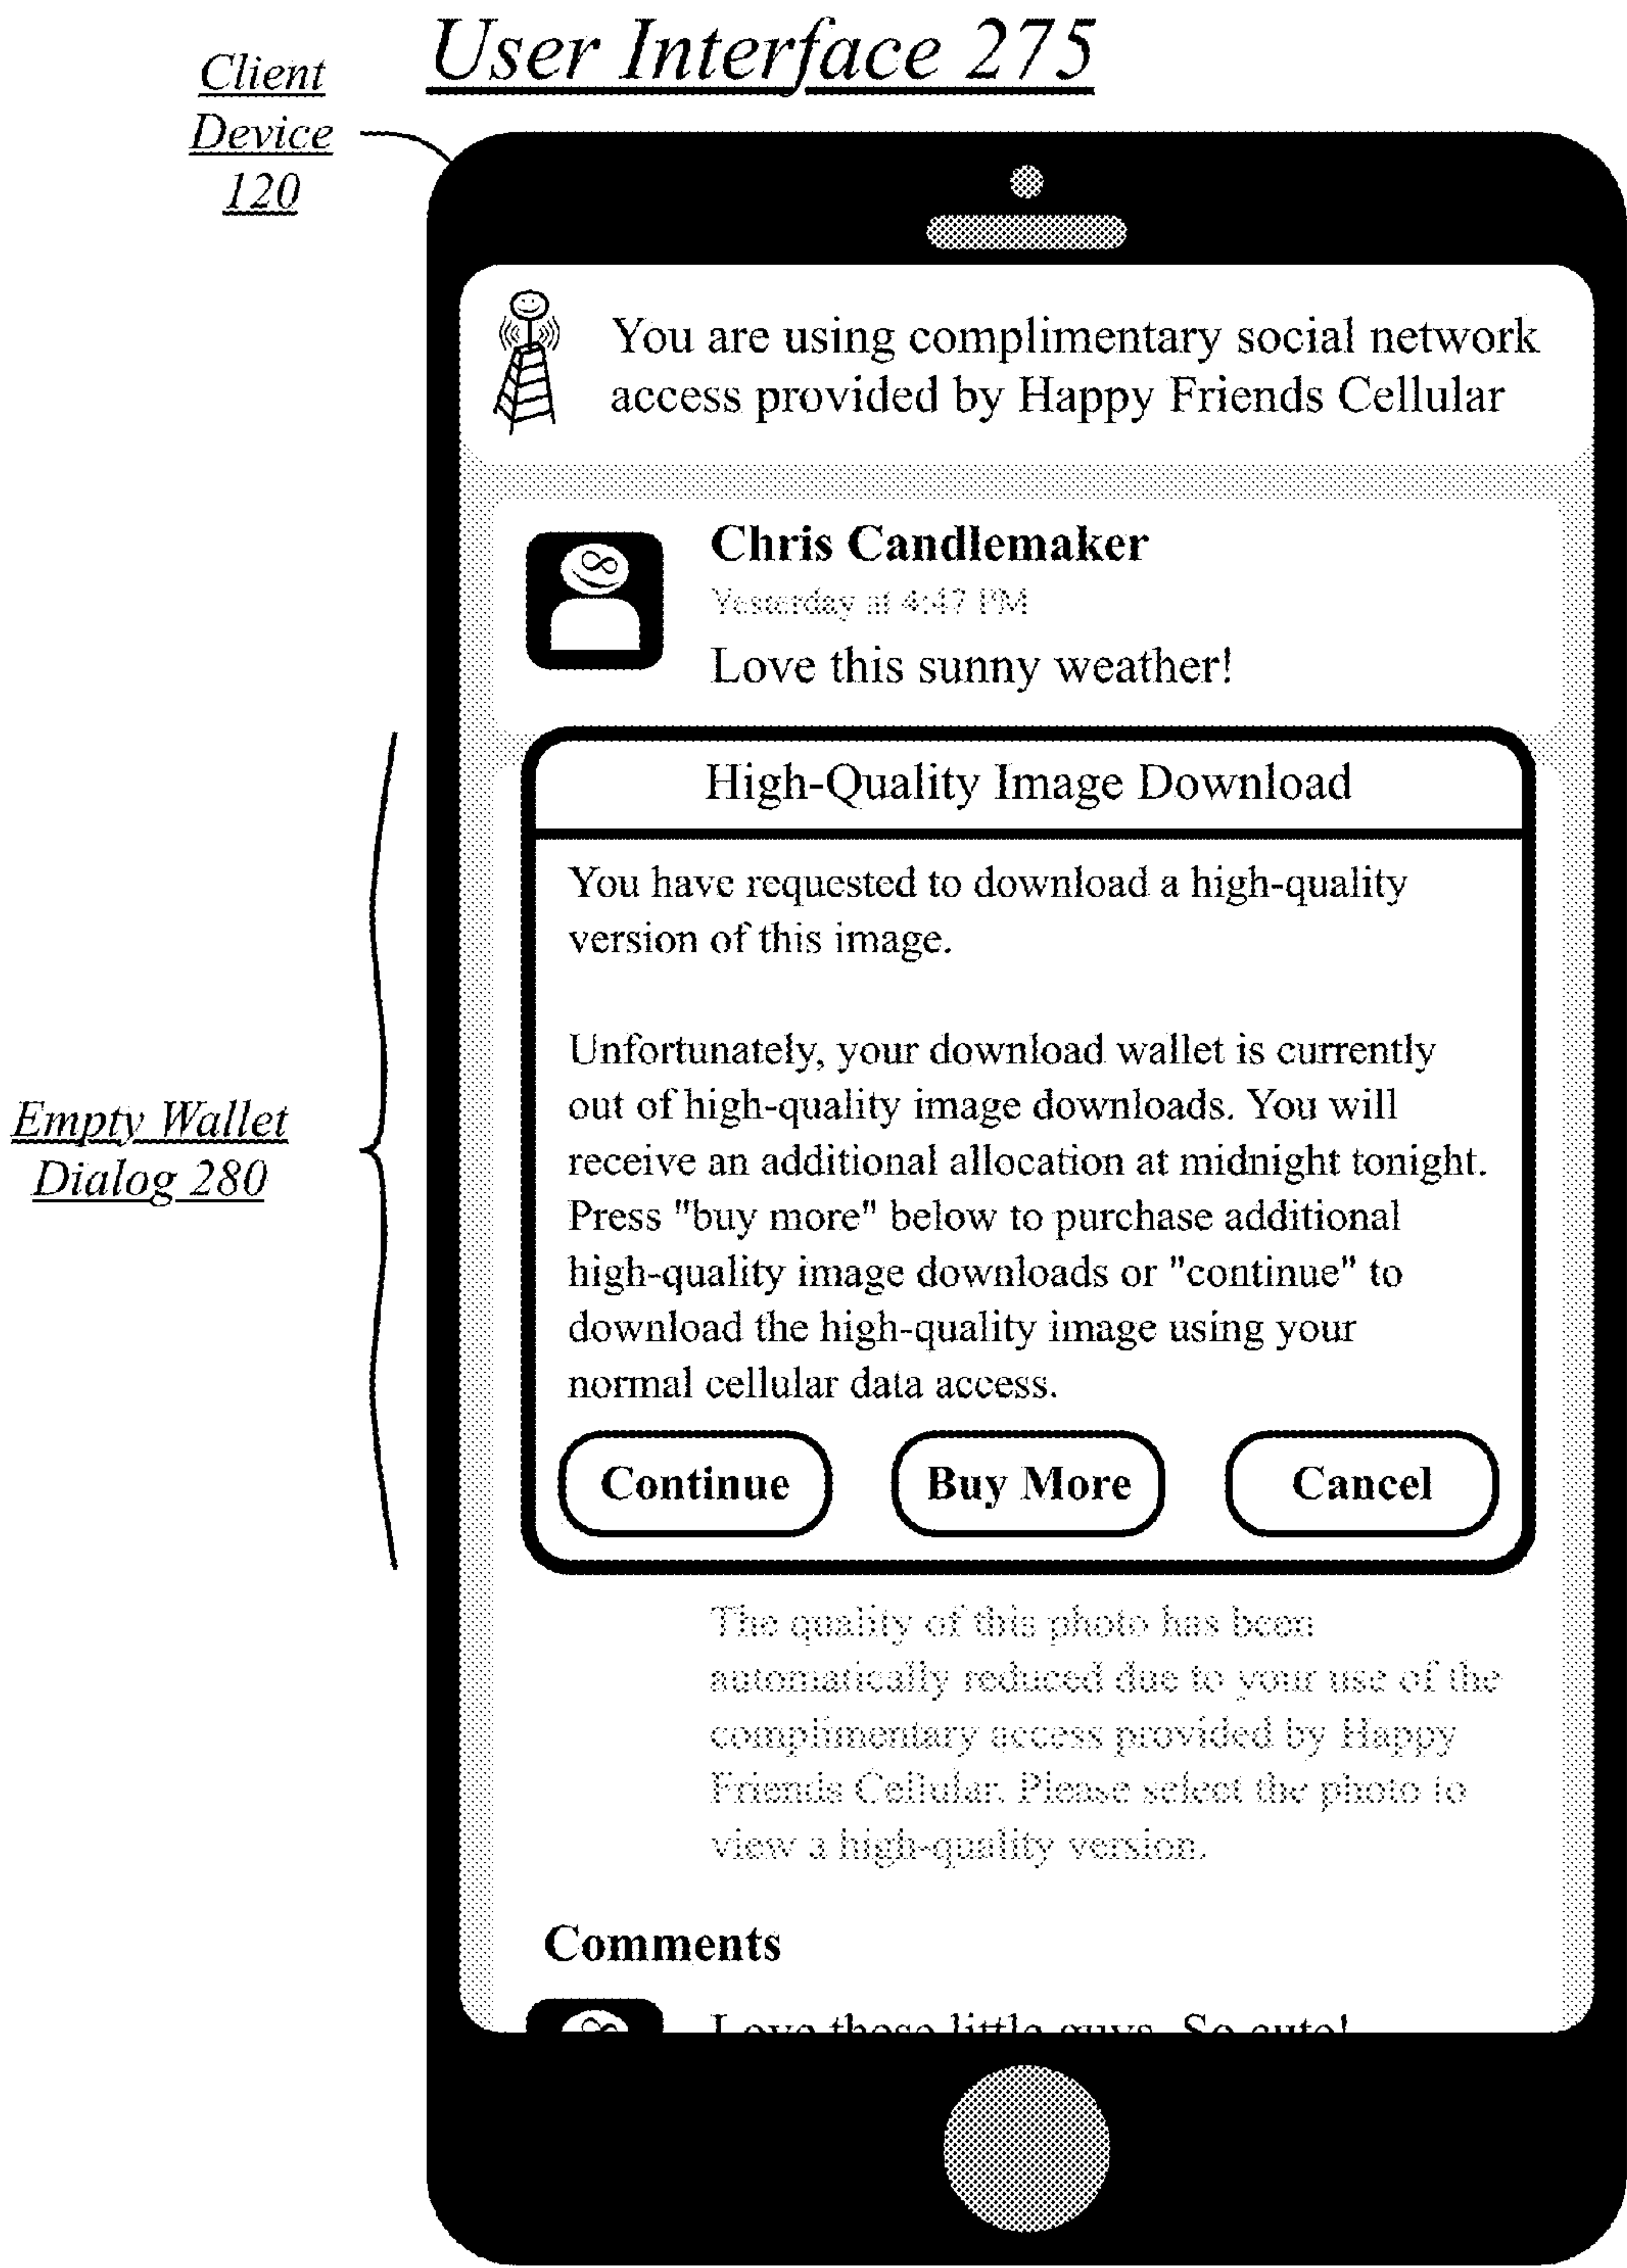 User Interface 275
Client
Device
120
You are using complimentary social network
access provided by Happy Friends Cellular
Chris Candlemaker
Yesterday at 4:47 PM
Love this sunny weather!
High-Quality Image Download
You have requested to download a high-quality
version of this image.
Unfortunately, your download wallet is currently
out of high-quality image downloads. You will
receive an additional allocation at midnight tonight.
Press "buy more" below to purchase additional
high-quality image downloads or "continue" to
download the high-quality image using your
normal cellular data access.
Continue
Buy More
Cancel
Empty Wallet
Dialog 280
The quality of this photo has been
automatically reduced due to your use of the
complimentary access provided by Happy
Friends Cellular. Please select the photo to
view a high-quality version.
Comments
Love those little guys. So cute!